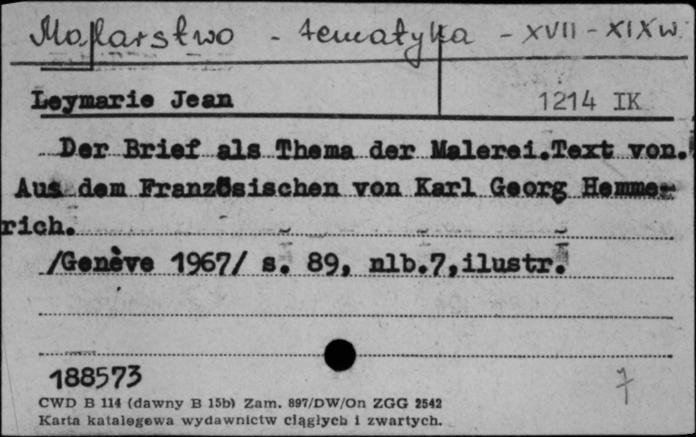 Malarstwo - tematyka - XVII - XIX w.
Leymarie Jean 1214 IK
Der Brief als Thema der Malerei.Text von.
Aus dem Französischen von Karl Georg Hemme-
rich.
/Genève 1967/ s. 89, nlb.7,ilustr.
188573 7
CWD B 114 (dawny B 15b) Zam. 897/DW/On ZGG 2542
Karta katalogowa wydawnictw ciągłych i zwartych.